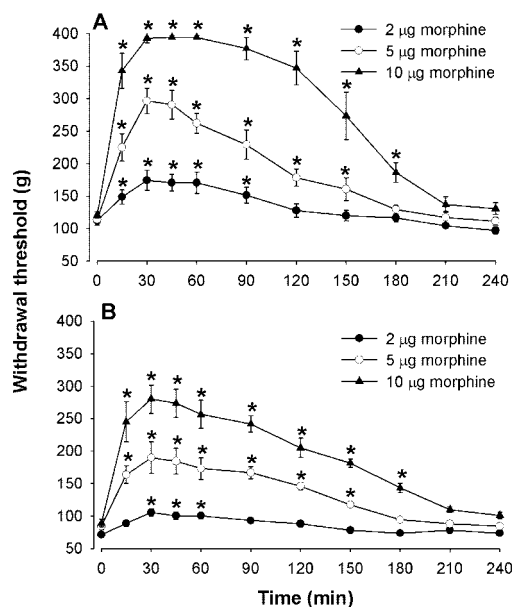 A
2 µg morphine
5 µg morphine
10 µg morphine
400
350
300
250
200
150
100
50
0 30 60 90 120 150 180 210 240
Withdrawal threshold (g)
B
2 µg morphine
5 µg morphine
10 µg morphine
400
350
300
250
200
150
100
50
0 30 60 90 120 150 180 210 240
Time (min)